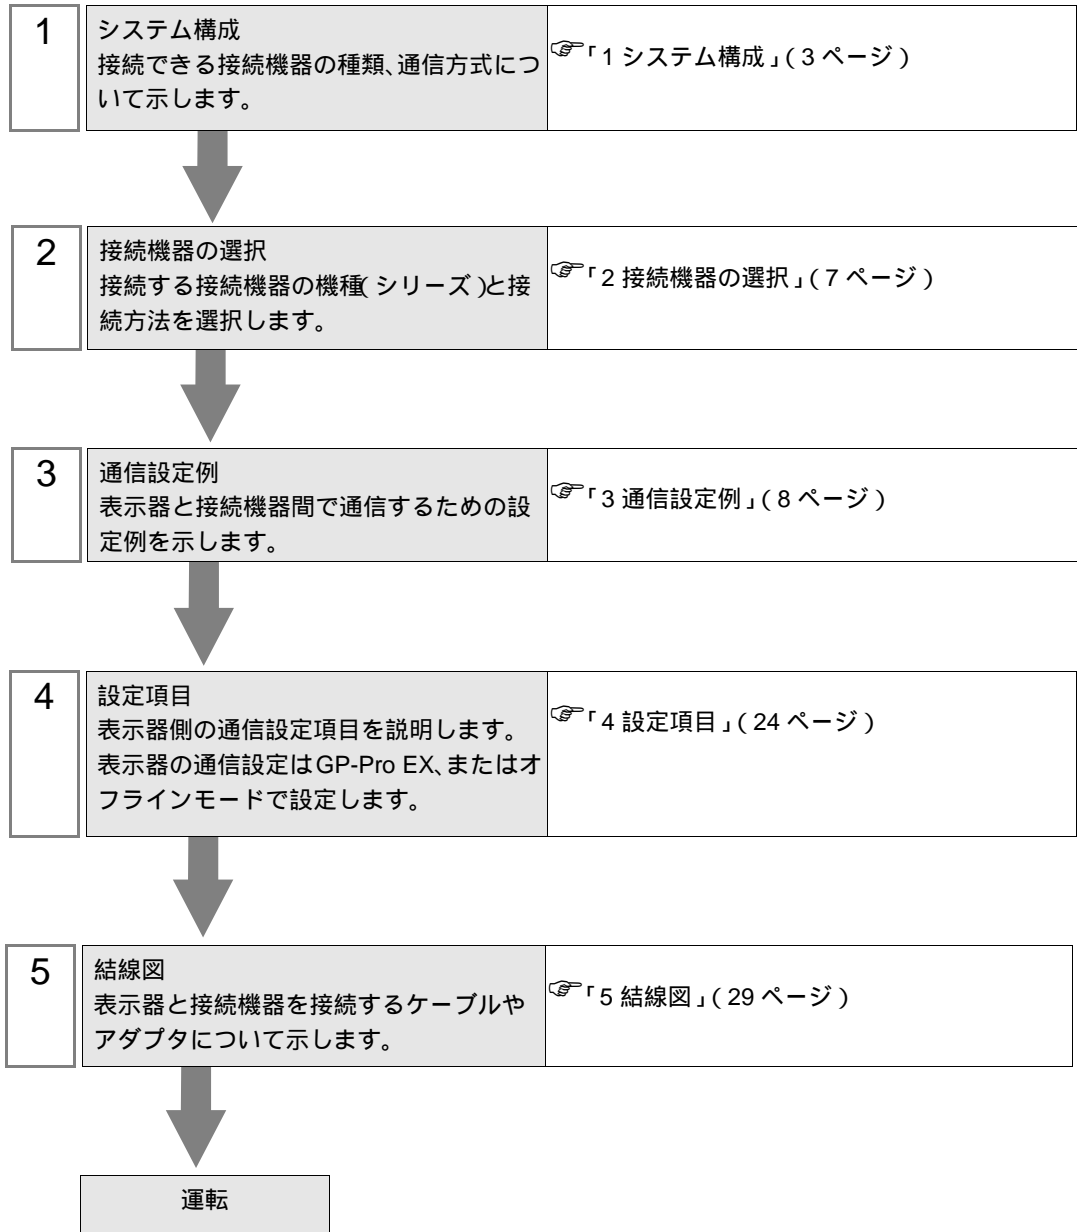 1
システム構成
接続できる接続機器の種類、通信方式につ
いて示します。
☞「1 システム構成」(3 ページ)
2
接続機器の選択
接続する接続機器の機種(シリーズ)と接
続方法を選択します。
☞「2 接続機器の選択」(7 ページ)
3
通信設定例
表示器と接続機器間で通信するための設
定例を示します。
☞「3 通信設定例」(8 ページ)
4
設定項目
表示器側の通信設定項目を説明します。
表示器の通信設定はGP-Pro EX、またはオ
フラインモードで設定します。
☞「4 設定項目」(24 ページ)
5
結線図
表示器と接続機器を接続するケーブルや
アダプタについて示します。
☞「5 結線図」(29 ページ)
運転